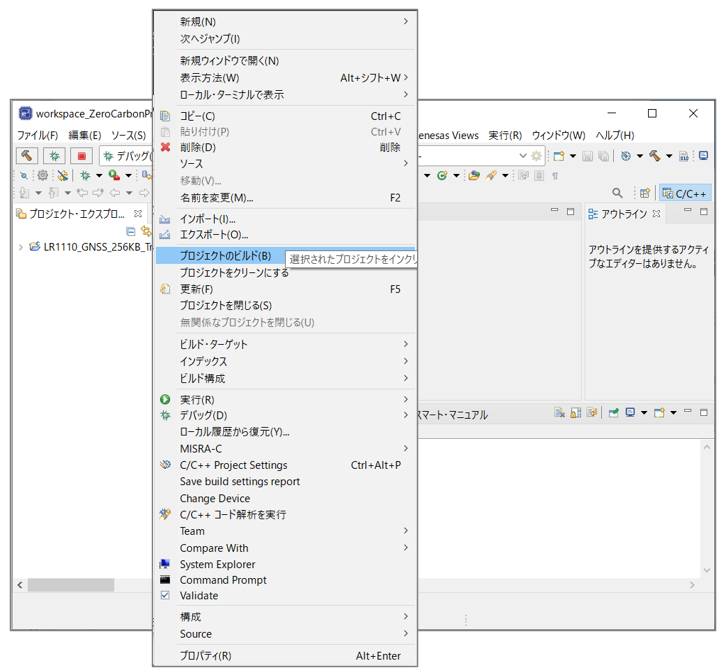 workspace_ZeroCarbonPr
ファイル(F) 編集(E) ソース(S)
enesas Views 実行(R) ウィンドウ(W) ヘルプ(H)
デバッグ(
C/C++
プロジェクト・エクスプロ...
LR1110_GNSS_256KB_Tr
アウトライン
アウトラインを提供するアクティ
ブなエディターはありません。
スマート・マニュアル
新規(N)
次へジャンプ(I)
新規ウィンドウで開く(N)
表示方法(W) Alt+シフト+W
ローカル・ターミナルで表示
コピー(C) Ctrl+C
貼り付け(P) Ctrl+V
削除(D) 削除
ソース
移動(V)...
名前を変更(M)... F2
インポート(I)...
エクスポート(O)...
プロジェクトのビルド(B)
選択されたプロジェクトをインクリ
プロジェクトをクリーンにする
更新(F) F5
プロジェクトを閉じる(S)
無関係なプロジェクトを閉じる(U)
ビルド・ターゲット
インデックス
ビルド構成
実行(R)
デバッグ(D)
ローカル履歴から復元(Y)...
MISRA-C
C/C++ Project Settings Ctrl+Alt+P
Save build settings report
Change Device
C/C++ コード解析を実行
Team
Compare With
System Explorer
Command Prompt
Validate
構成
Source
プロパティ(R) Alt+Enter